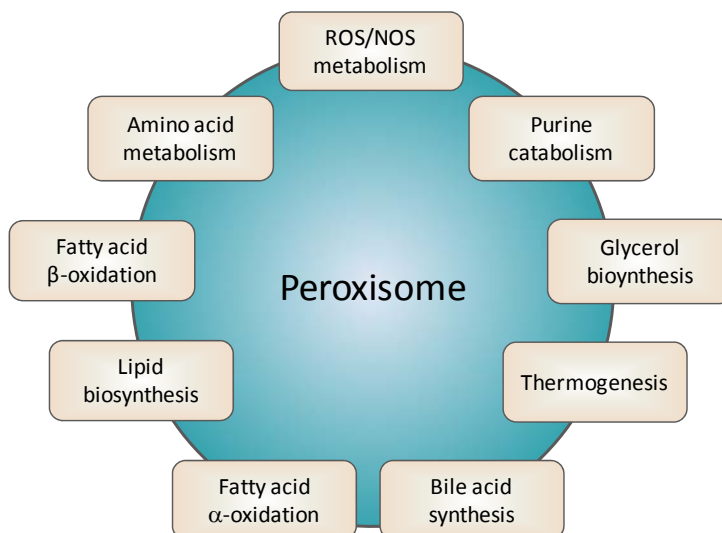 ROS/NOS
metabolism
Amino acid
metabolism
Purine
catabolism
Fatty acid
β-oxidation
Glycerol
bioynthesis
Peroxisome
Lipid
biosynthesis
Thermogenesis
Fatty acid
α-oxidation
Bile acid
synthesis